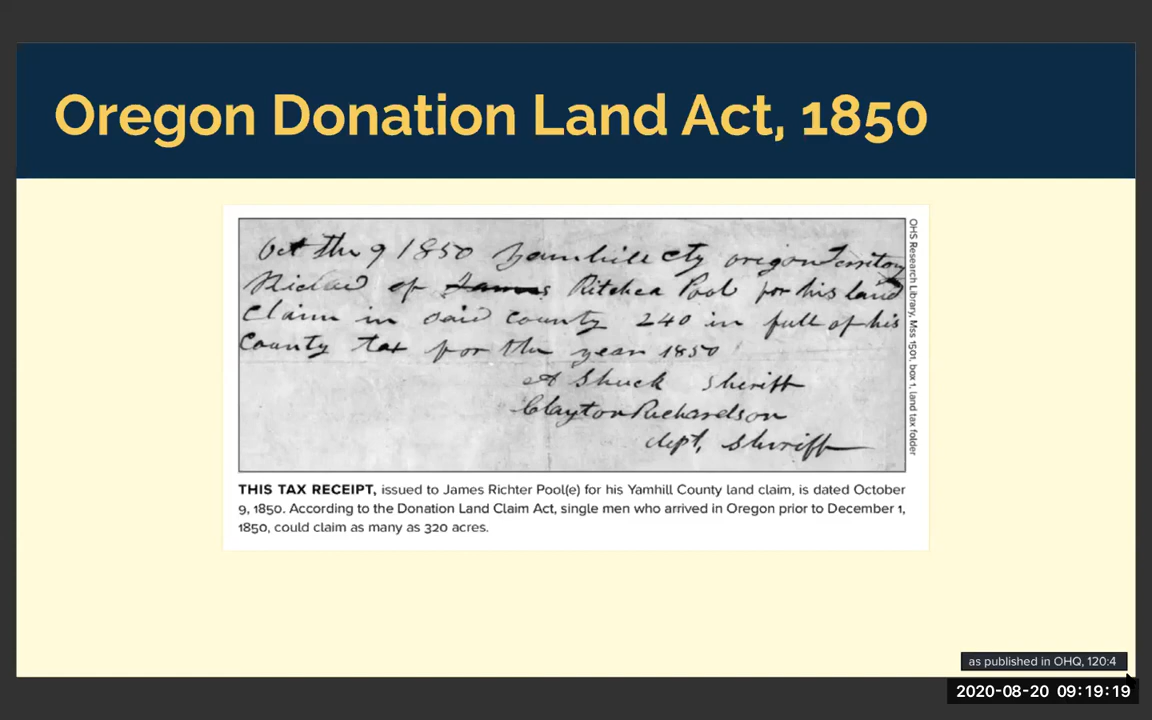 Oregon Donation Land Act, 1850
Oct the 9 1850 Yamhill cty origon Territory
of James Ritchea Pool for his land
Claim in said county 240 in full of his
County tax for the year 1850
A Shuck Sheriff
Clayton Richardson
dept, Sheriff
OHS Research Library, Mss 1501, box 1, land tax folder
THIS TAX RECEIPT, issued to James Richter Pool(e) for his Yamhill County land claim, is dated October
9, 1850. According to the Donation Land Claim Act, single men who arrived in Oregon prior to December 1,
1850, could claim as many as 320 acres.
as published in OHQ, 120:4
2020-08-20 09:19:19